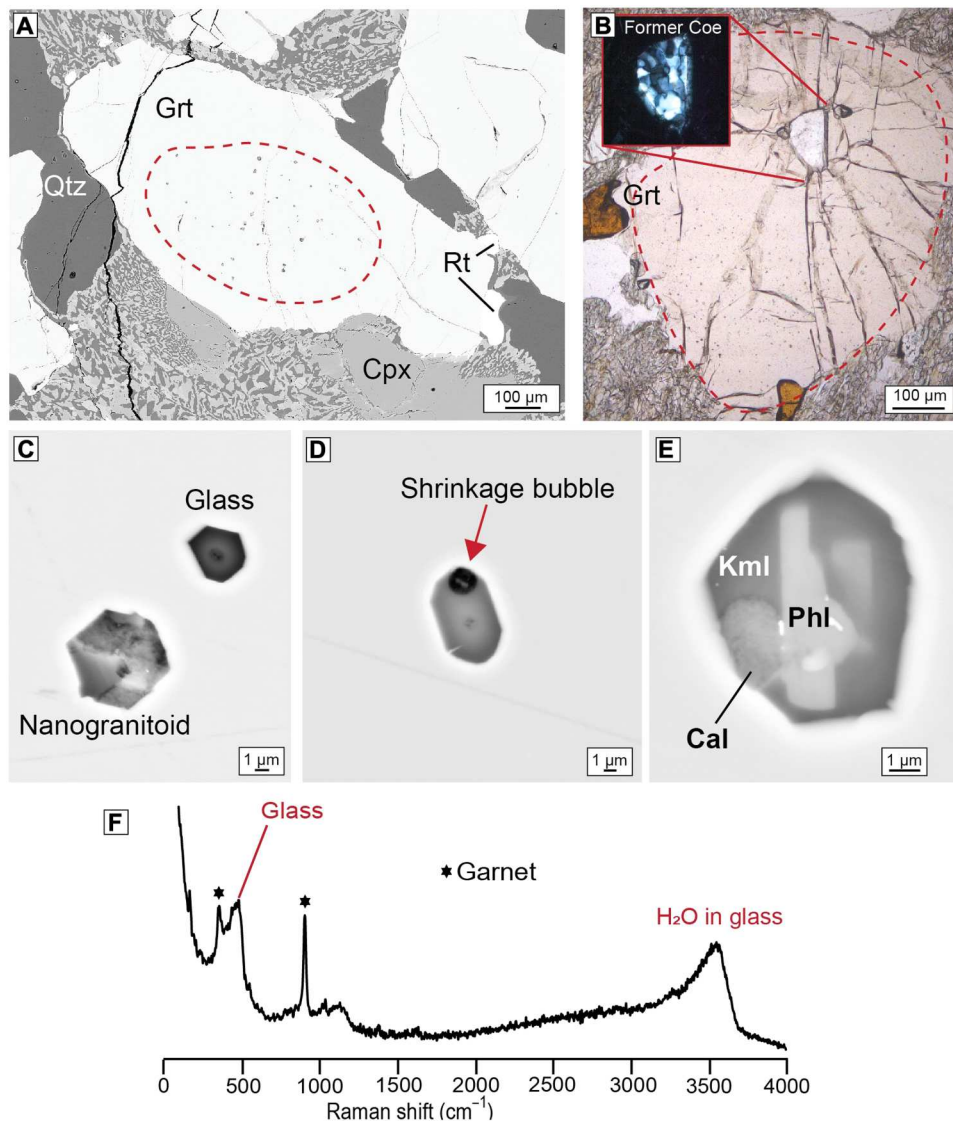 A
Grt
Qtz
Rt
Cpx
100 µm
B
Former Coe
Grt
100 µm
C
Glass
Nanogranitoid
1 µm
D
Shrinkage bubble
1 µm
E
Kml
Phl
Cal
1 µm
F
Glass
Garnet
H₂O in glass
0 500 1000 1500 2000 2500 3000 3500 4000
Raman shift (cm⁻¹)